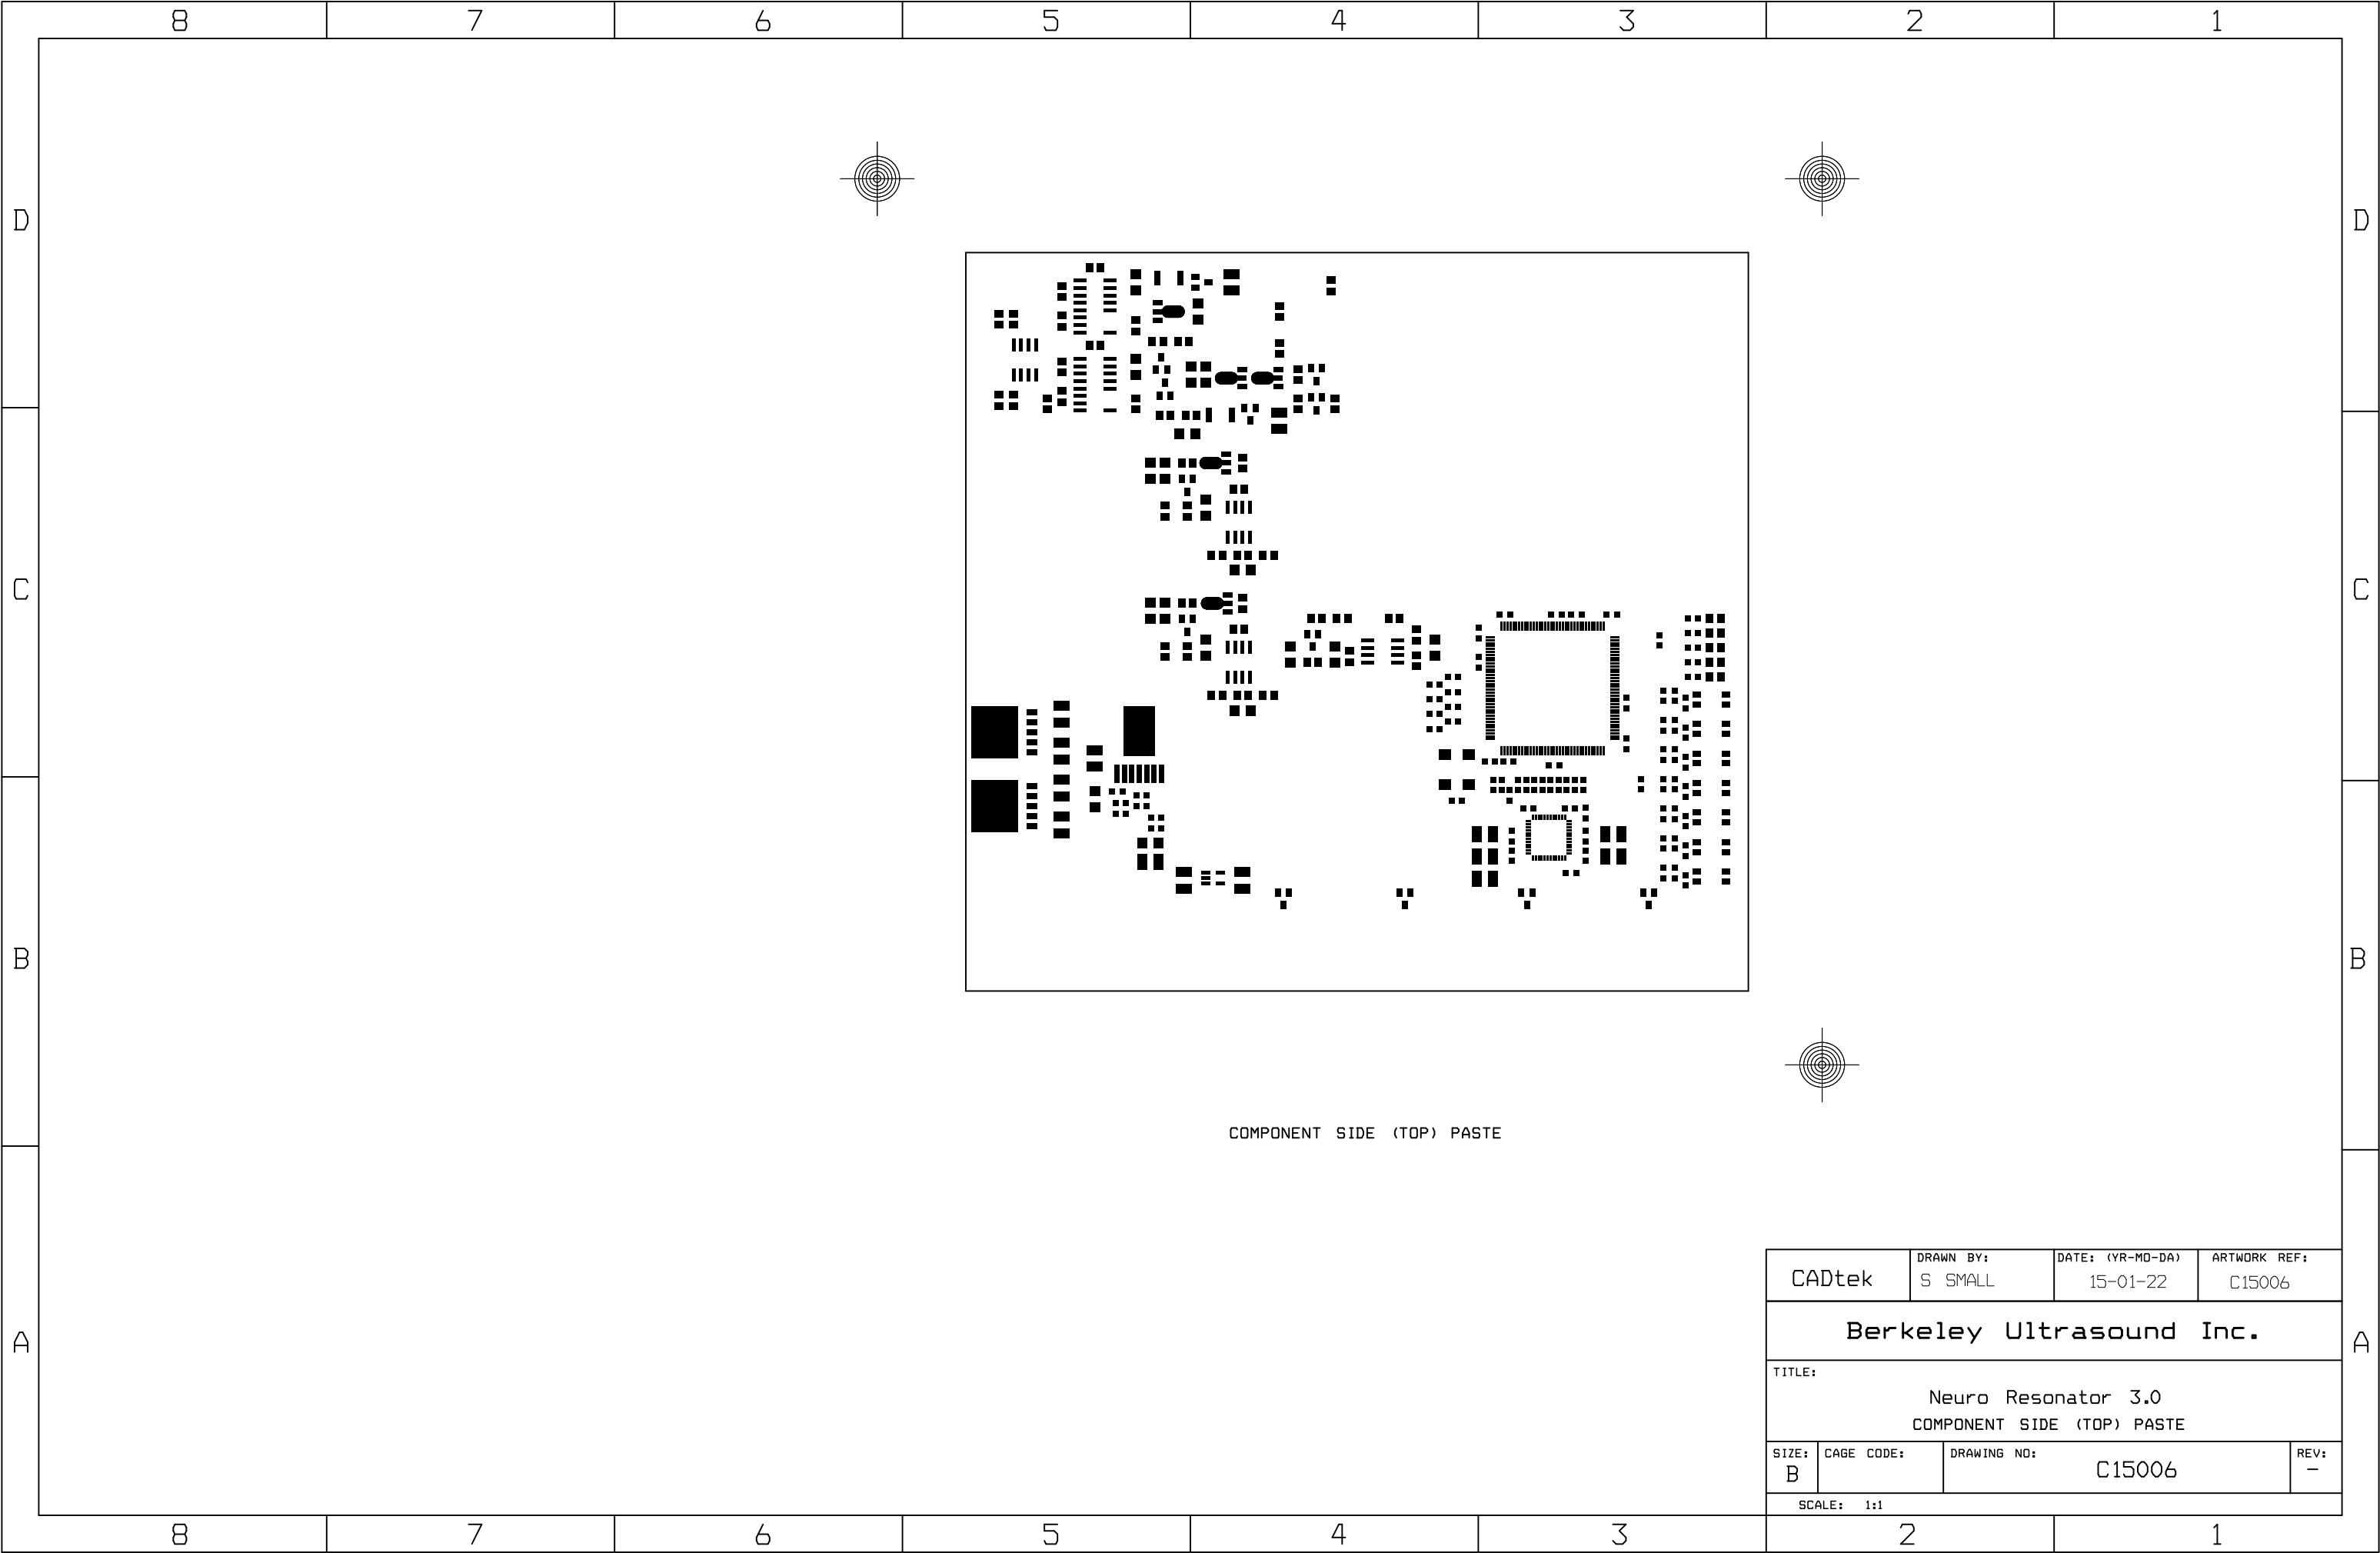 8 7 6 5 4 3 2 1
D D
C C
B B
A A
COMPONENT SIDE (TOP) PASTE
CADtek
DRAWN BY:
S SMALL
DATE: (YR-MO-DA)
15-01-22
ARTWORK REF:
C15006
Berkeley Ultrasound Inc.
TITLE:
Neuro Resonator 3.0
COMPONENT SIDE (TOP) PASTE
SIZE:
B
CAGE CODE:
DRAWING NO:
C15006
REV:
-
SCALE: 1:1
8 7 6 5 4 3 2 1